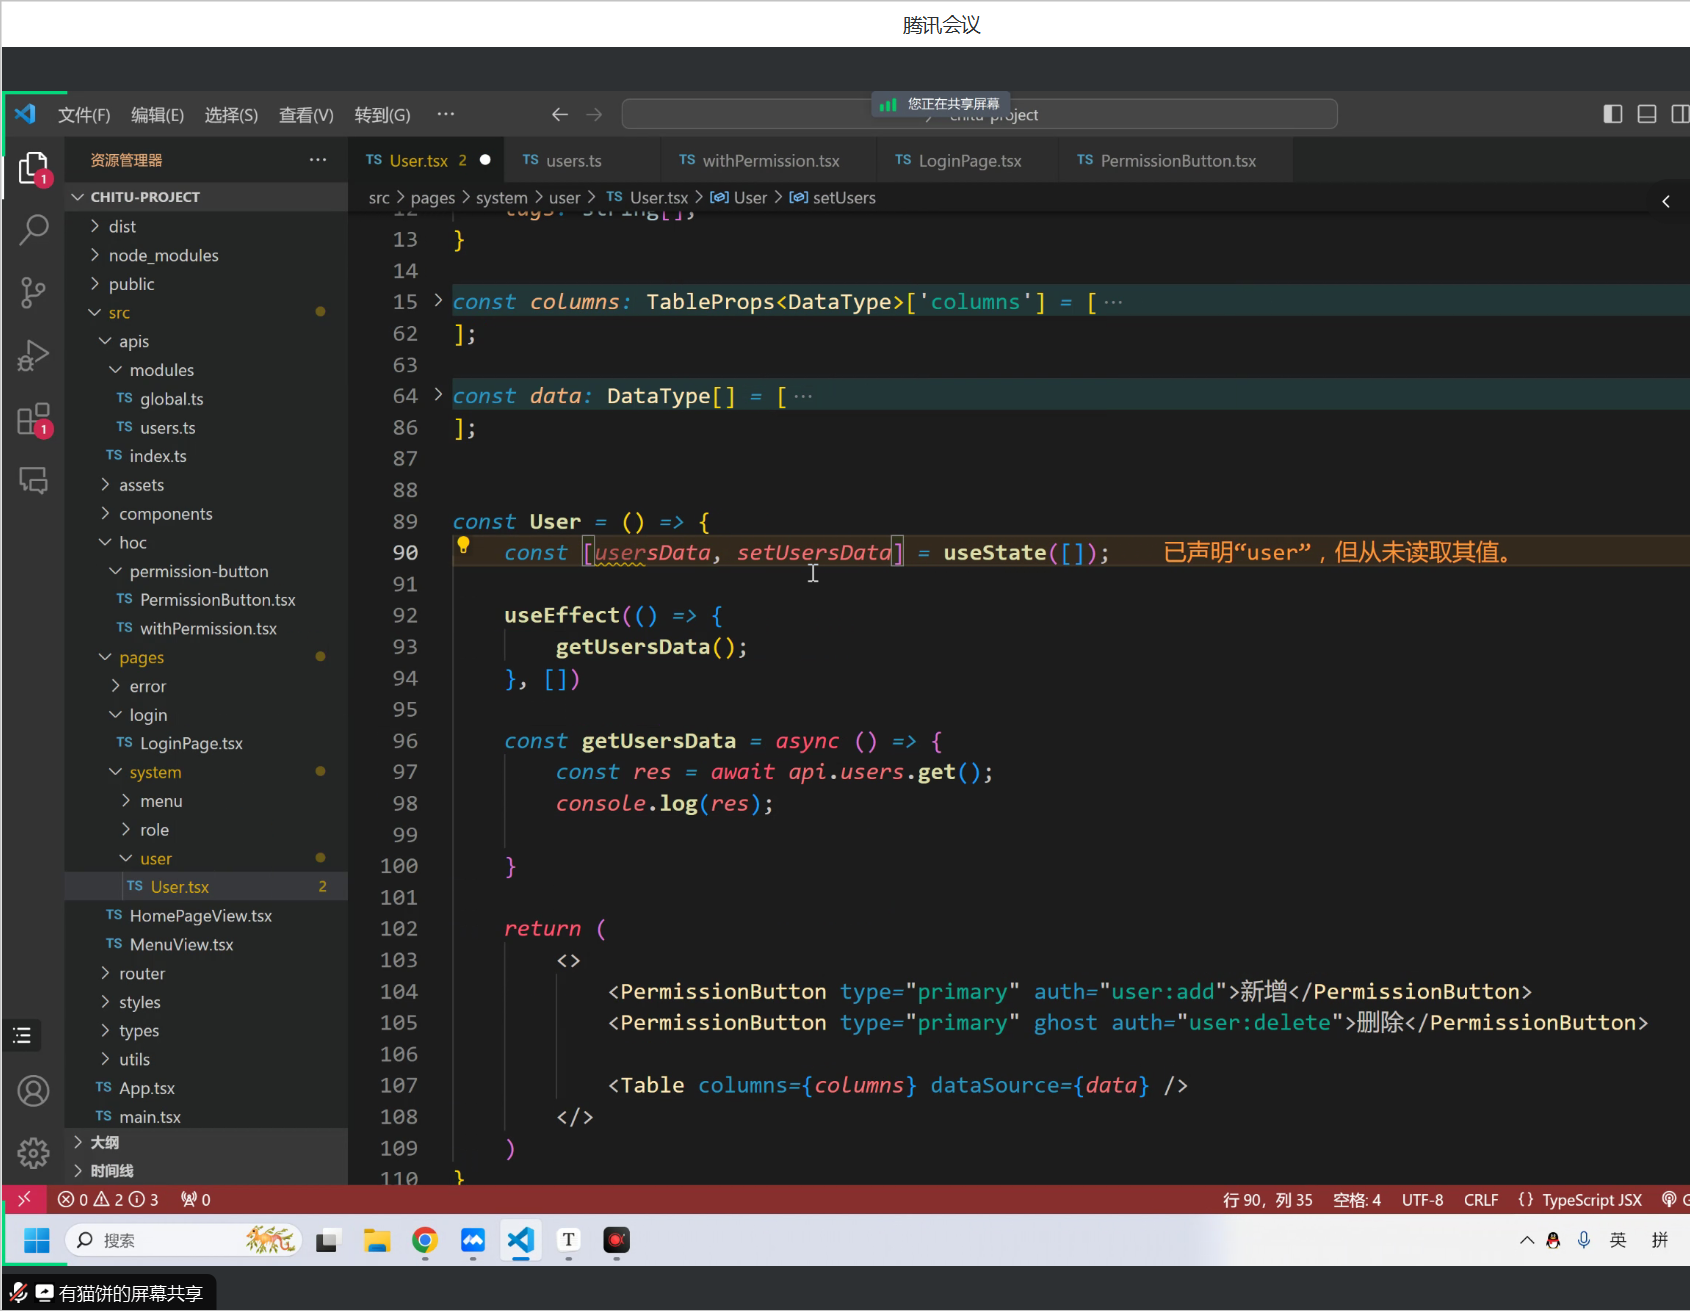 腾讯会议
文件(F) 编辑(E) 选择(S) 查看(V) 转到(G) ···
您正在共享屏幕
chitu-project
资源管理器 ···
TS User.tsx 2
TS users.ts
TS withPermission.tsx
TS LoginPage.tsx
TS PermissionButton.tsx
CHITU-PROJECT
src > pages > system > user > TS User.tsx > User > setUsers
dist
node_modules
public
src
apis
modules
TS global.ts
TS users.ts
TS index.ts
assets
components
hoc
permission-button
TS PermissionButton.tsx
TS withPermission.tsx
pages
error
login
TS LoginPage.tsx
system
menu
role
user
TS User.tsx 2
TS HomePageView.tsx
TS MenuView.tsx
router
styles
types
utils
TS App.tsx
TS main.tsx
大纲
时间线
1
1
12 tags: string[];
13 }
14
15 const columns: TableProps<DataType>['columns'] = [ ···
62 ];
63
64 const data: DataType[] = [ ···
86 ];
87
88
89 const User = () => {
90 const [usersData, setUsersData] = useState([]); 已声明“user”，但从未读取其值。
91
92 useEffect(() => {
93 getUsersData();
94 }, [])
95
96 const getUsersData = async () => {
97 const res = await api.users.get();
98 console.log(res);
99
100 }
101
102 return (
103 <>
104 <PermissionButton type="primary" auth="user:add">新增</PermissionButton>
105 <PermissionButton type="primary" ghost auth="user:delete">删除</PermissionButton>
106
107 <Table columns={columns} dataSource={data} />
108 </>
109 )
110 }
0 2 3 0
行 90，列 35 空格: 4 UTF-8 CRLF {} TypeScript JSX
搜索
T
英 拼
有猫饼的屏幕共享